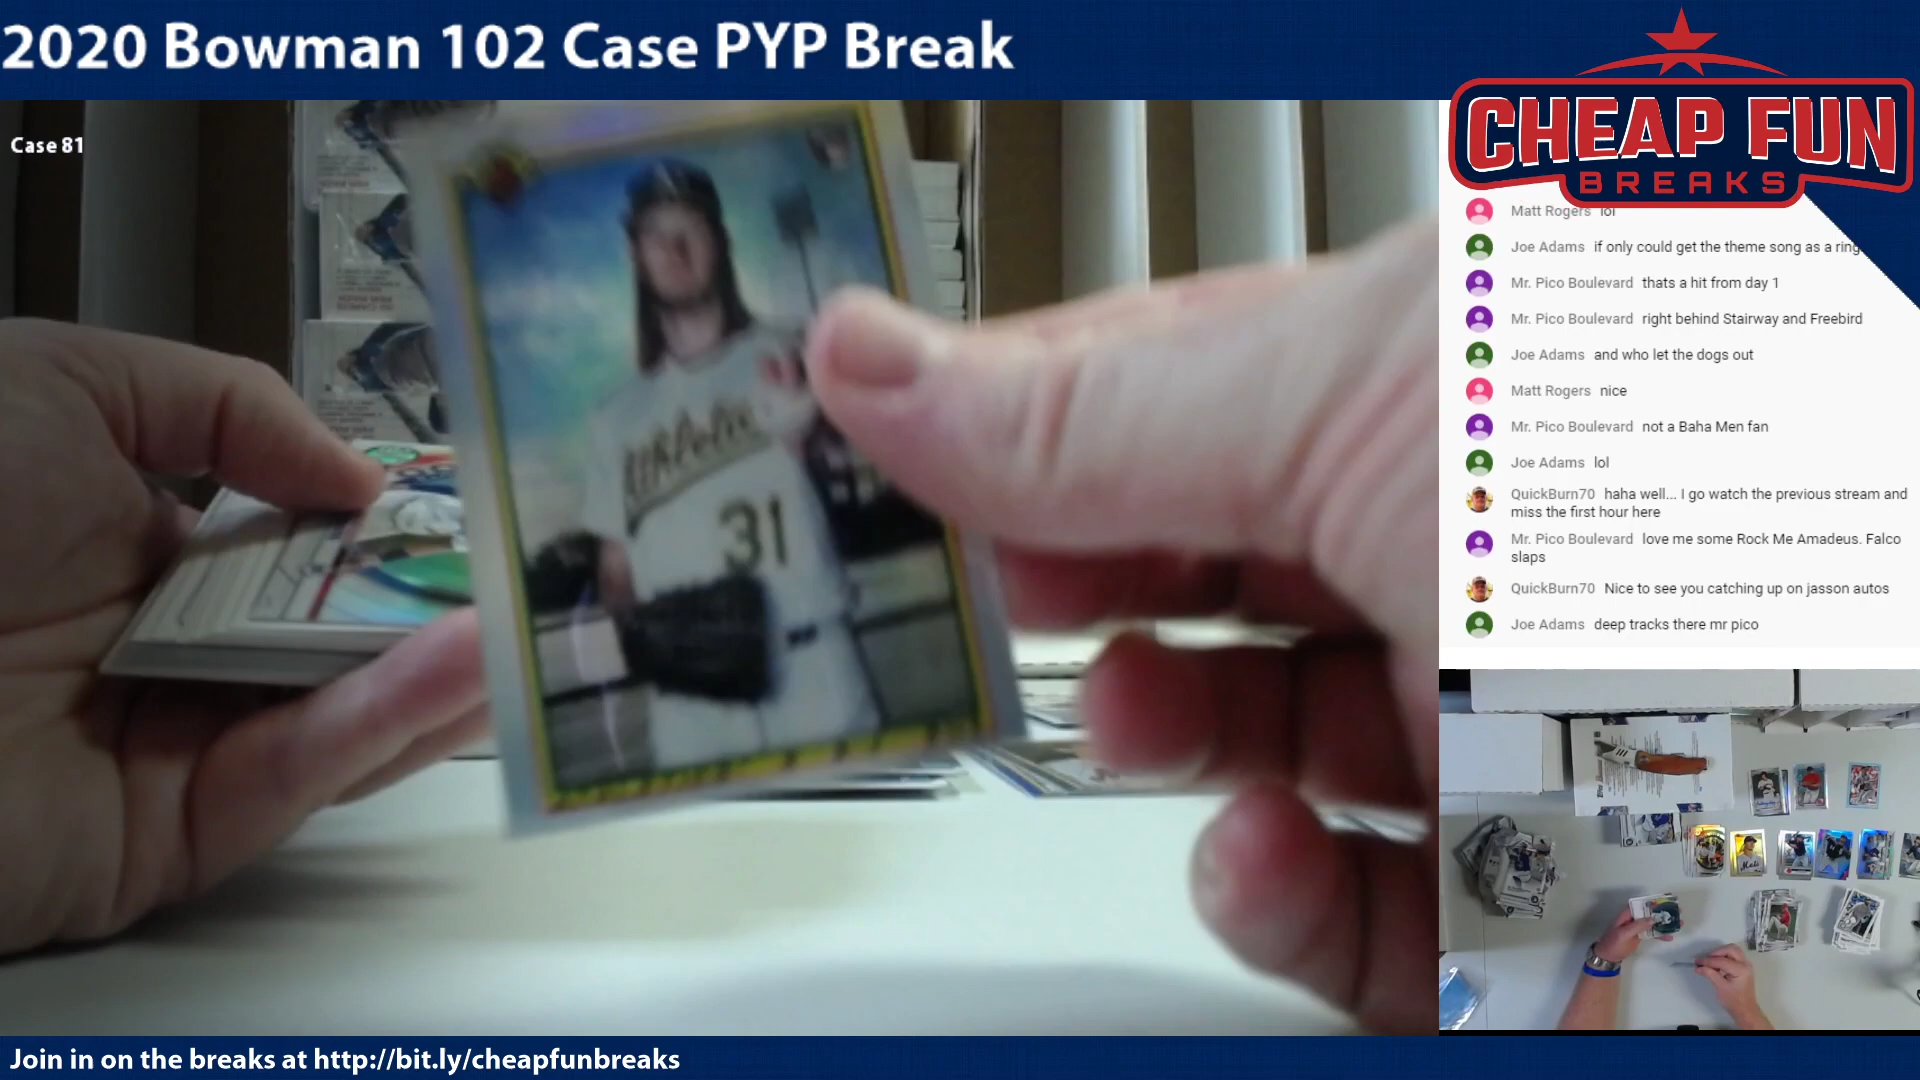 2020 Bowman 102 Case PYP Break
Case 81
CHEAP FUN
BREAKS
Matt Rogers lol
Joe Adams if only could get the theme song as a ring
Mr. Pico Boulevard thats a hit from day 1
Mr. Pico Boulevard right behind Stairway and Freebird
Joe Adams and who let the dogs out
Matt Rogers nice
Mr. Pico Boulevard not a Baha Men fan
Joe Adams lol
QuickBurn70 haha well... I go watch the previous stream and
miss the first hour here
Mr. Pico Boulevard love me some Rock Me Amadeus. Falco
slaps
QuickBurn70 Nice to see you catching up on jasson autos
Joe Adams deep tracks there mr pico
Athletics
31
Mets
Join in on the breaks at http://bit.ly/cheapfunbreaks